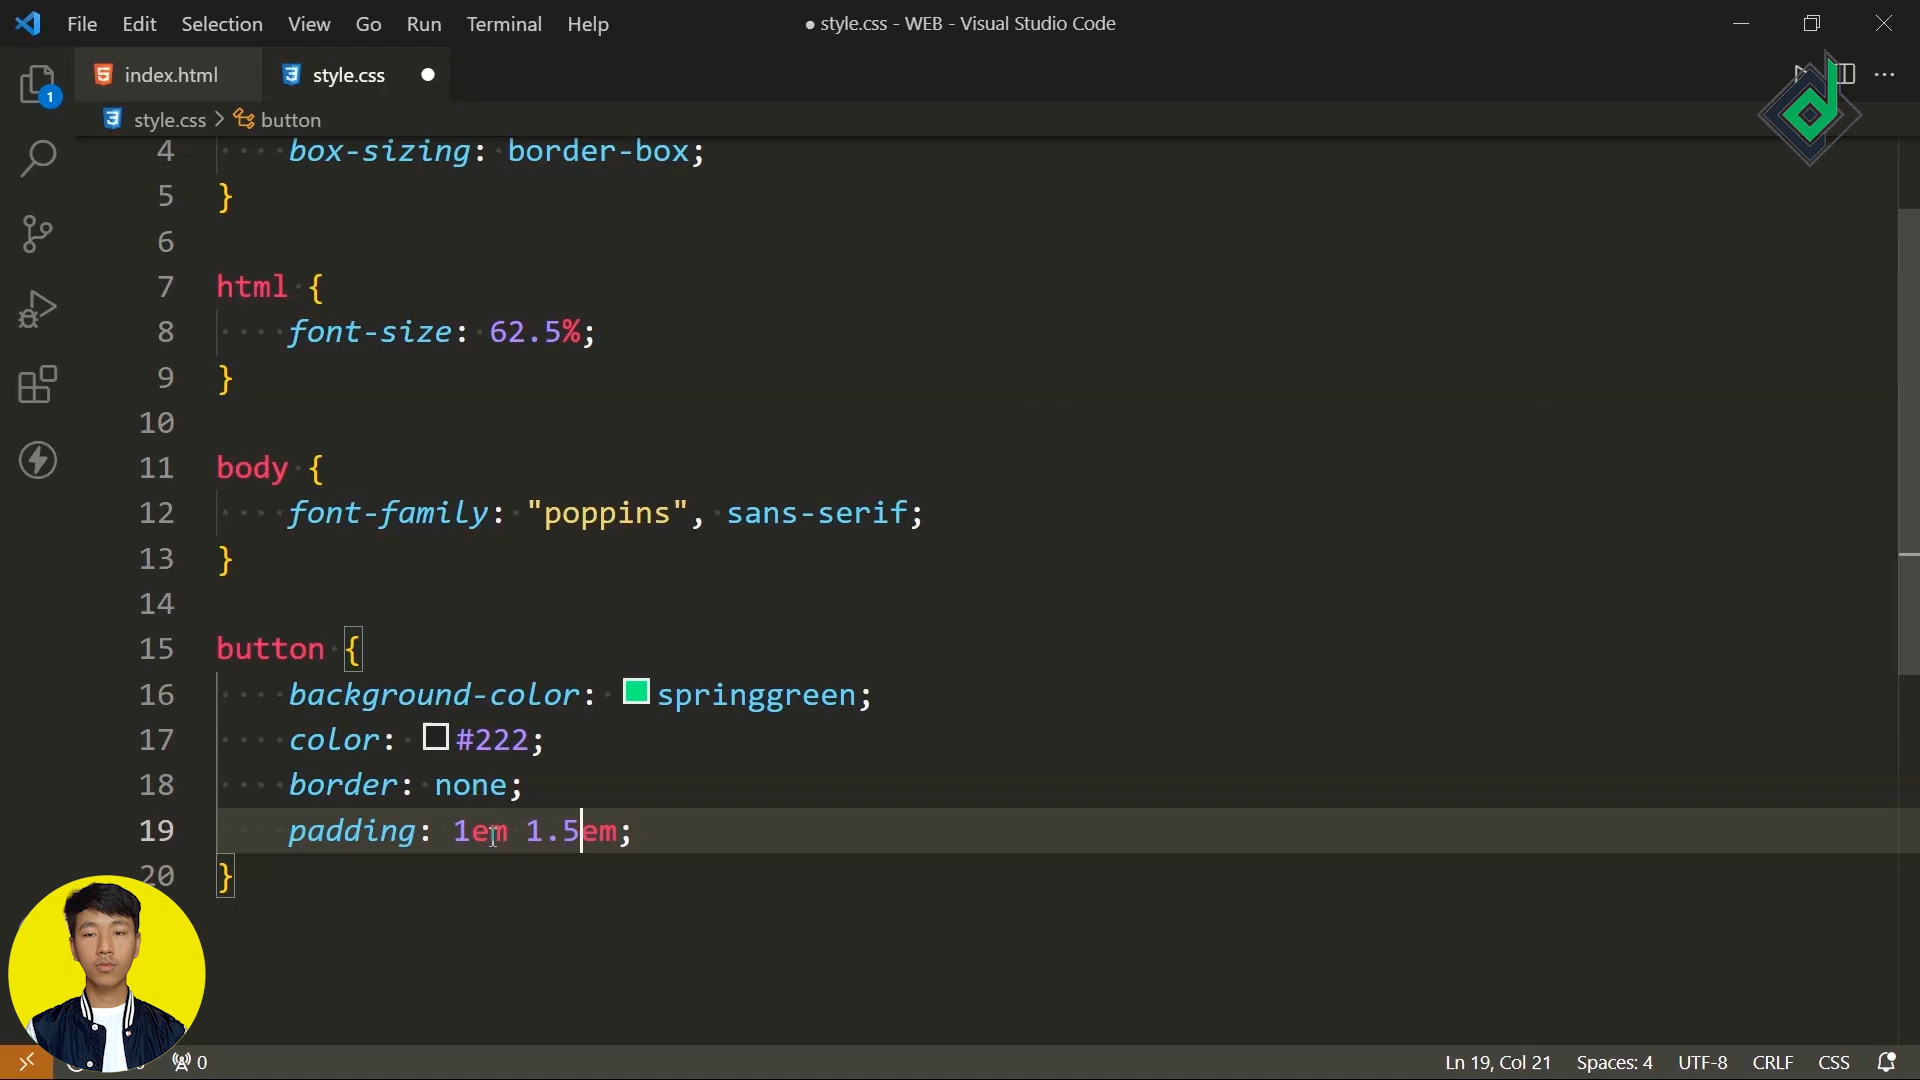 File Edit Selection View Go Run Terminal Help
● style.css - WEB - Visual Studio Code
index.html
style.css
1
style.css > button
4 box-sizing: border-box;
5 }
6
7 html {
8 font-size: 62.5%;
9 }
10
11 body {
12 font-family: "poppins", sans-serif;
13 }
14
15 button {
16 background-color: springgreen;
17 color: #222;
18 border: none;
19 padding: 1em 1.5em;
20 }
0
Ln 19, Col 21 Spaces: 4 UTF-8 CRLF CSS